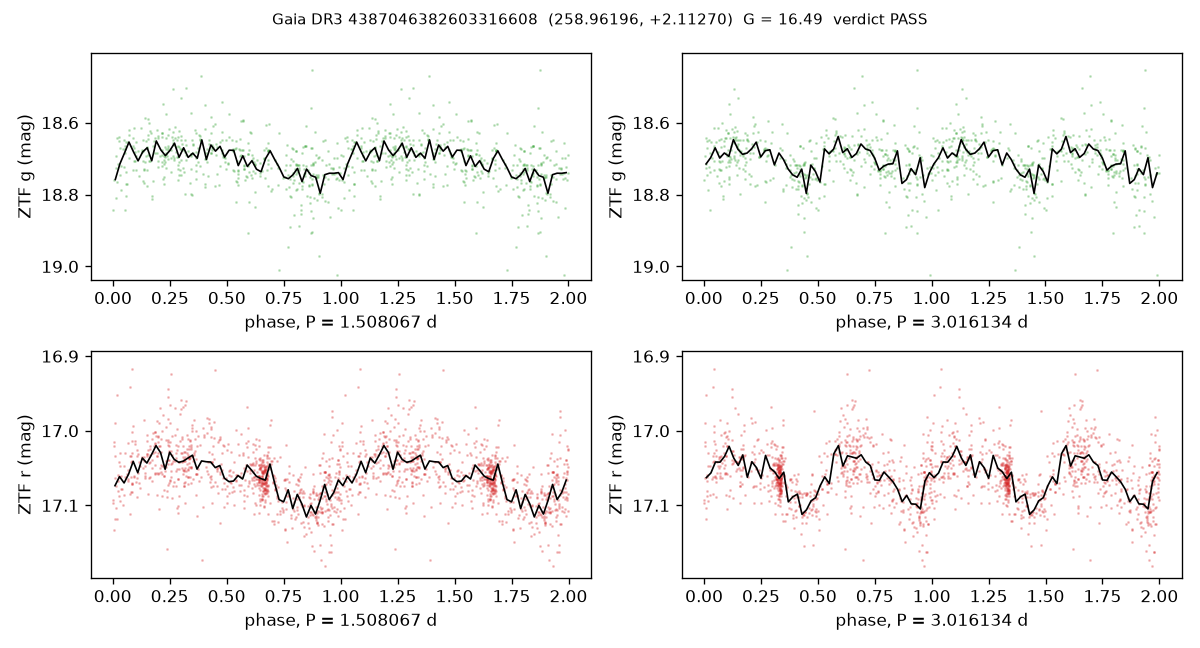 Gaia DR3 4387046382603316608 (258.96196, +2.11270) G = 16.49 verdict PASS
ZTF g (mag)
18.6
18.8
19.0
0.00 0.25 0.50 0.75 1.00 1.25 1.50 1.75 2.00
phase, P = 1.508067 d
ZTF g (mag)
18.6
18.8
19.0
0.00 0.25 0.50 0.75 1.00 1.25 1.50 1.75 2.00
phase, P = 3.016134 d
ZTF r (mag)
16.9
17.0
17.1
0.00 0.25 0.50 0.75 1.00 1.25 1.50 1.75 2.00
phase, P = 1.508067 d
ZTF r (mag)
16.9
17.0
17.1
0.00 0.25 0.50 0.75 1.00 1.25 1.50 1.75 2.00
phase, P = 3.016134 d